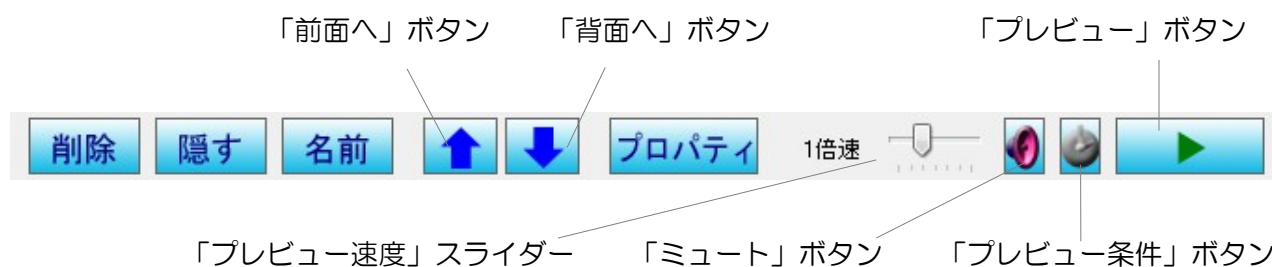 「前面へ」ボタン 「背面へ」ボタン 「プレビュー」ボタン
削除 隠す 名前 プロパティ 1倍速
「プレビュー速度」スライダー 「ミュート」ボタン 「プレビュー条件」ボタン